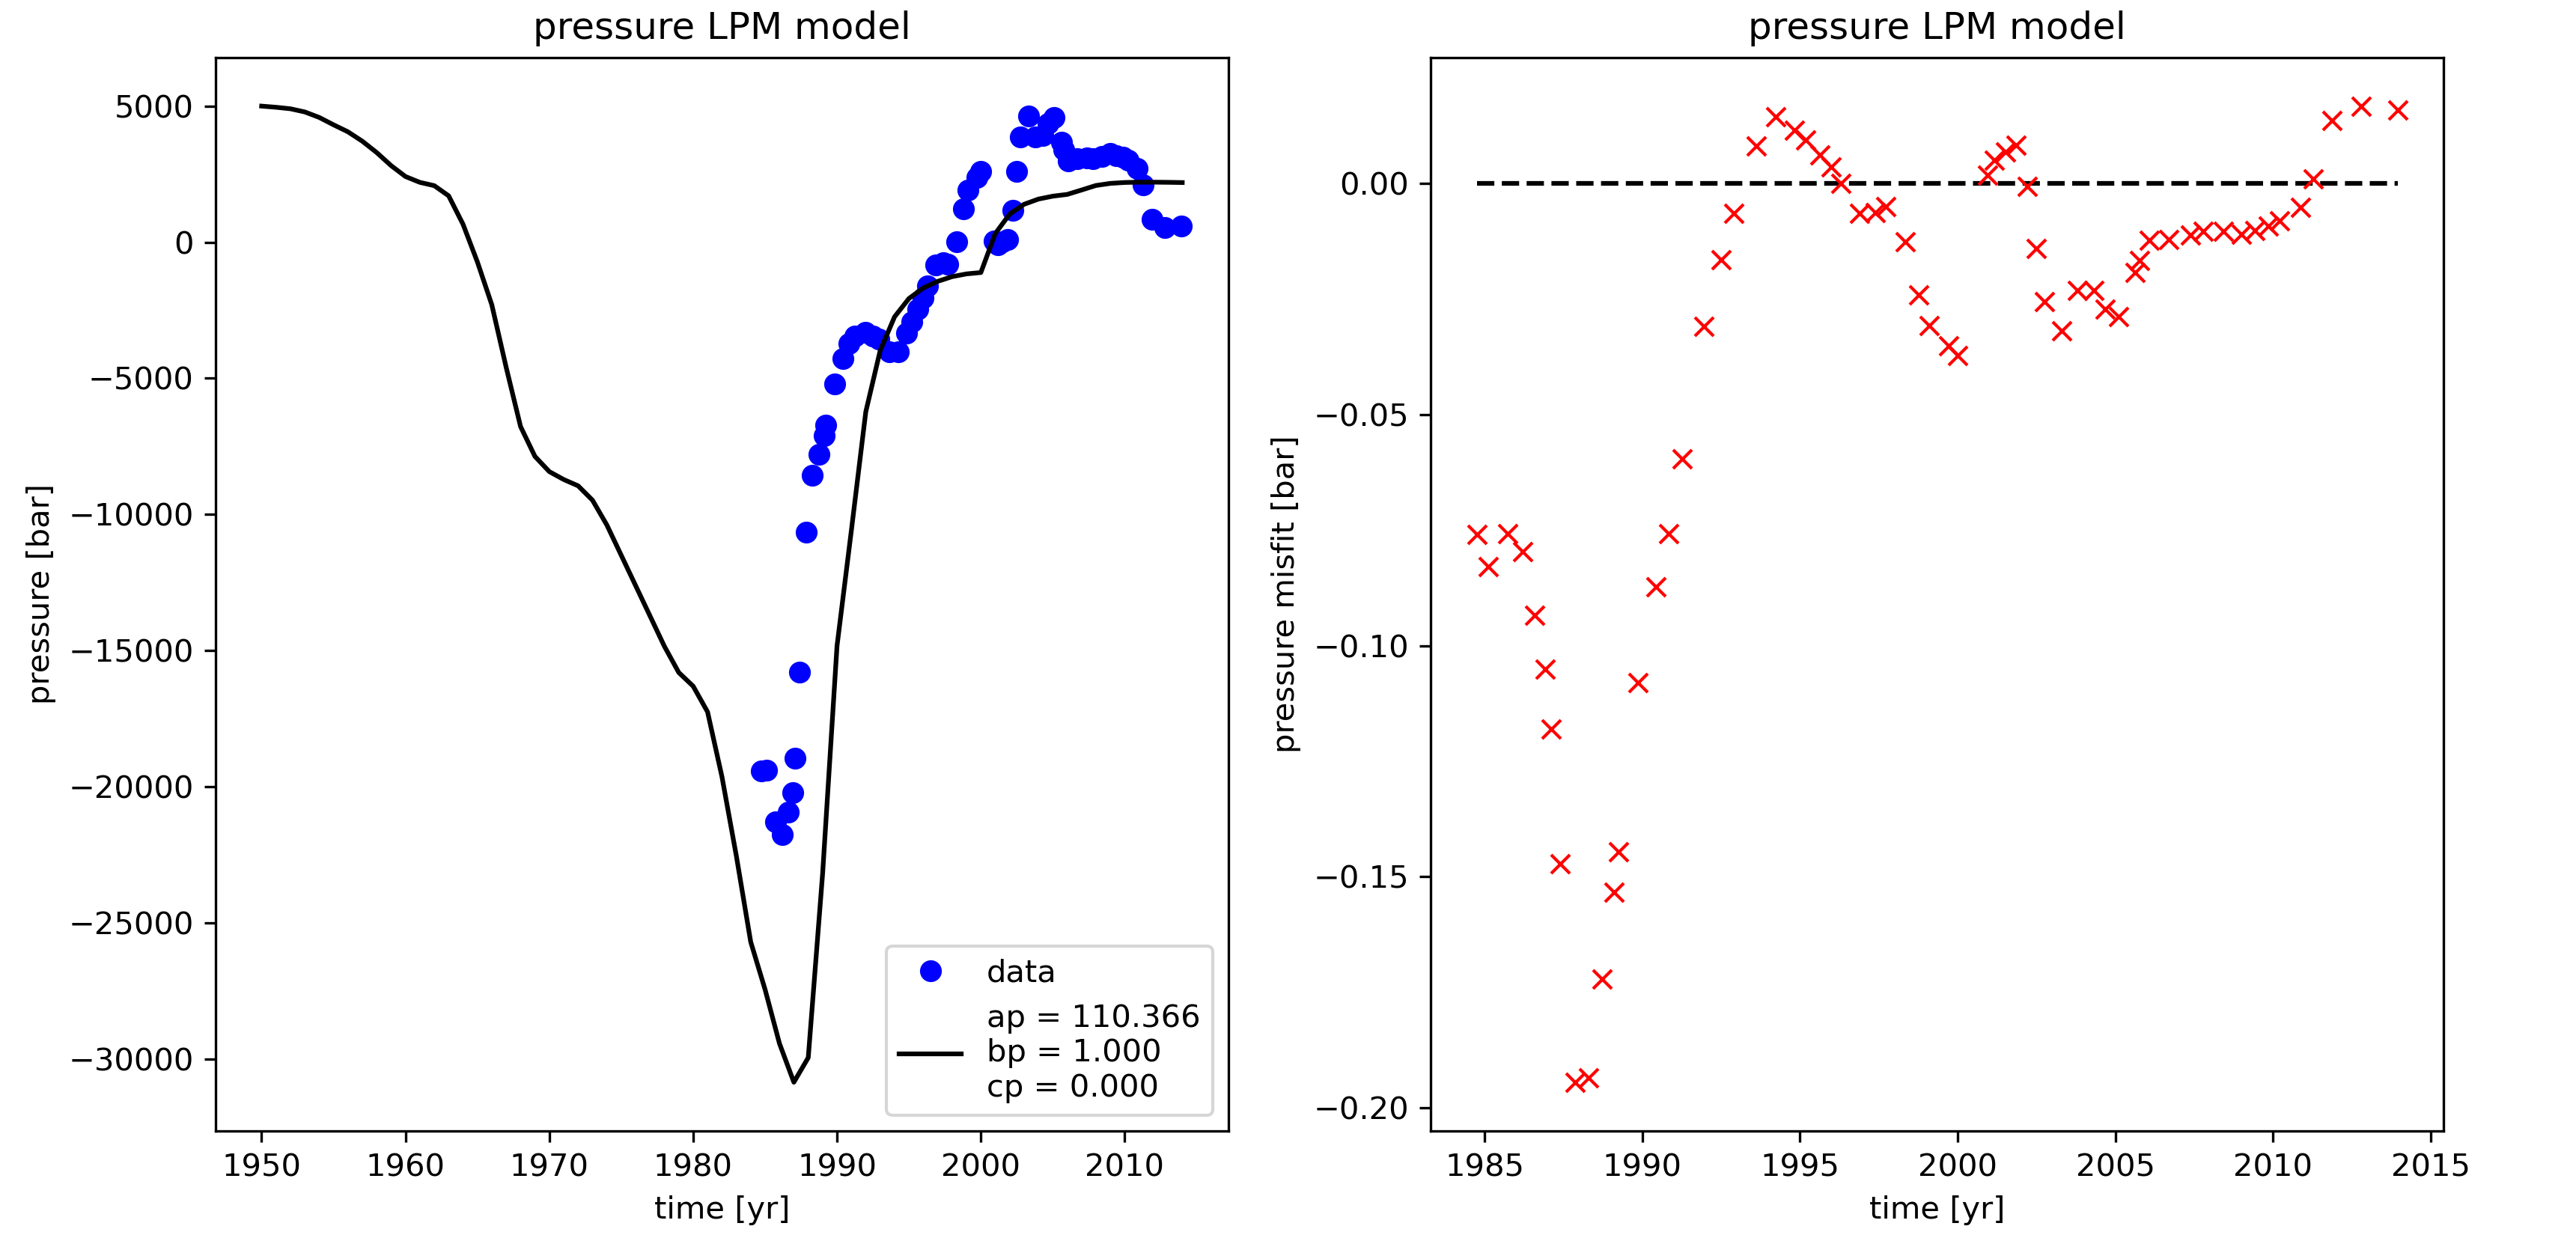 pressure LPM model
5000
0
−5000
−10000
−15000
−20000
−25000
−30000
pressure [bar]
1950 1960 1970 1980 1990 2000 2010
time [yr]
data
ap = 110.366
bp = 1.000
cp = 0.000
pressure LPM model
0.00
−0.05
−0.10
−0.15
−0.20
pressure misfit [bar]
1985 1990 1995 2000 2005 2010 2015
time [yr]